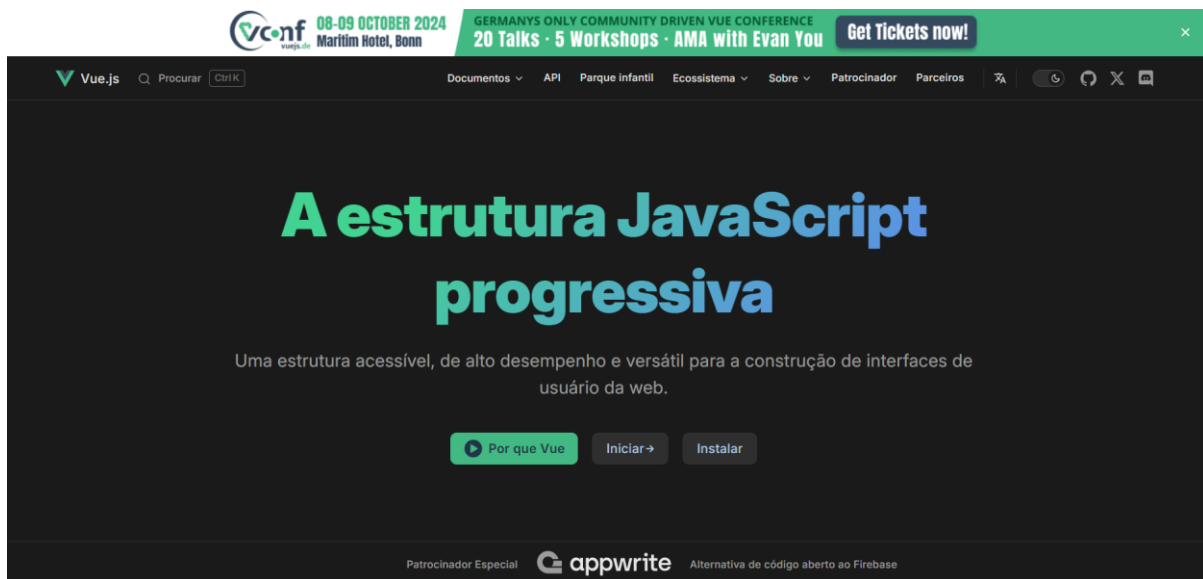 vconf
vuejs.de
08-09 OCTOBER 2024
Maritim Hotel, Bonn
GERMANYS ONLY COMMUNITY DRIVEN VUE CONFERENCE
20 Talks · 5 Workshops · AMA with Evan You
Get Tickets now!
Vue.js Procurar Ctrl K Documentos API Parque infantil Ecossistema Sobre Patrocinador Parceiros
A estrutura JavaScript
progressiva
Uma estrutura acessível, de alto desempenho e versátil para a construção de interfaces de
usuário da web.
Por que Vue Iniciar→ Instalar
Patrocinador Especial appwrite Alternativa de código aberto ao Firebase